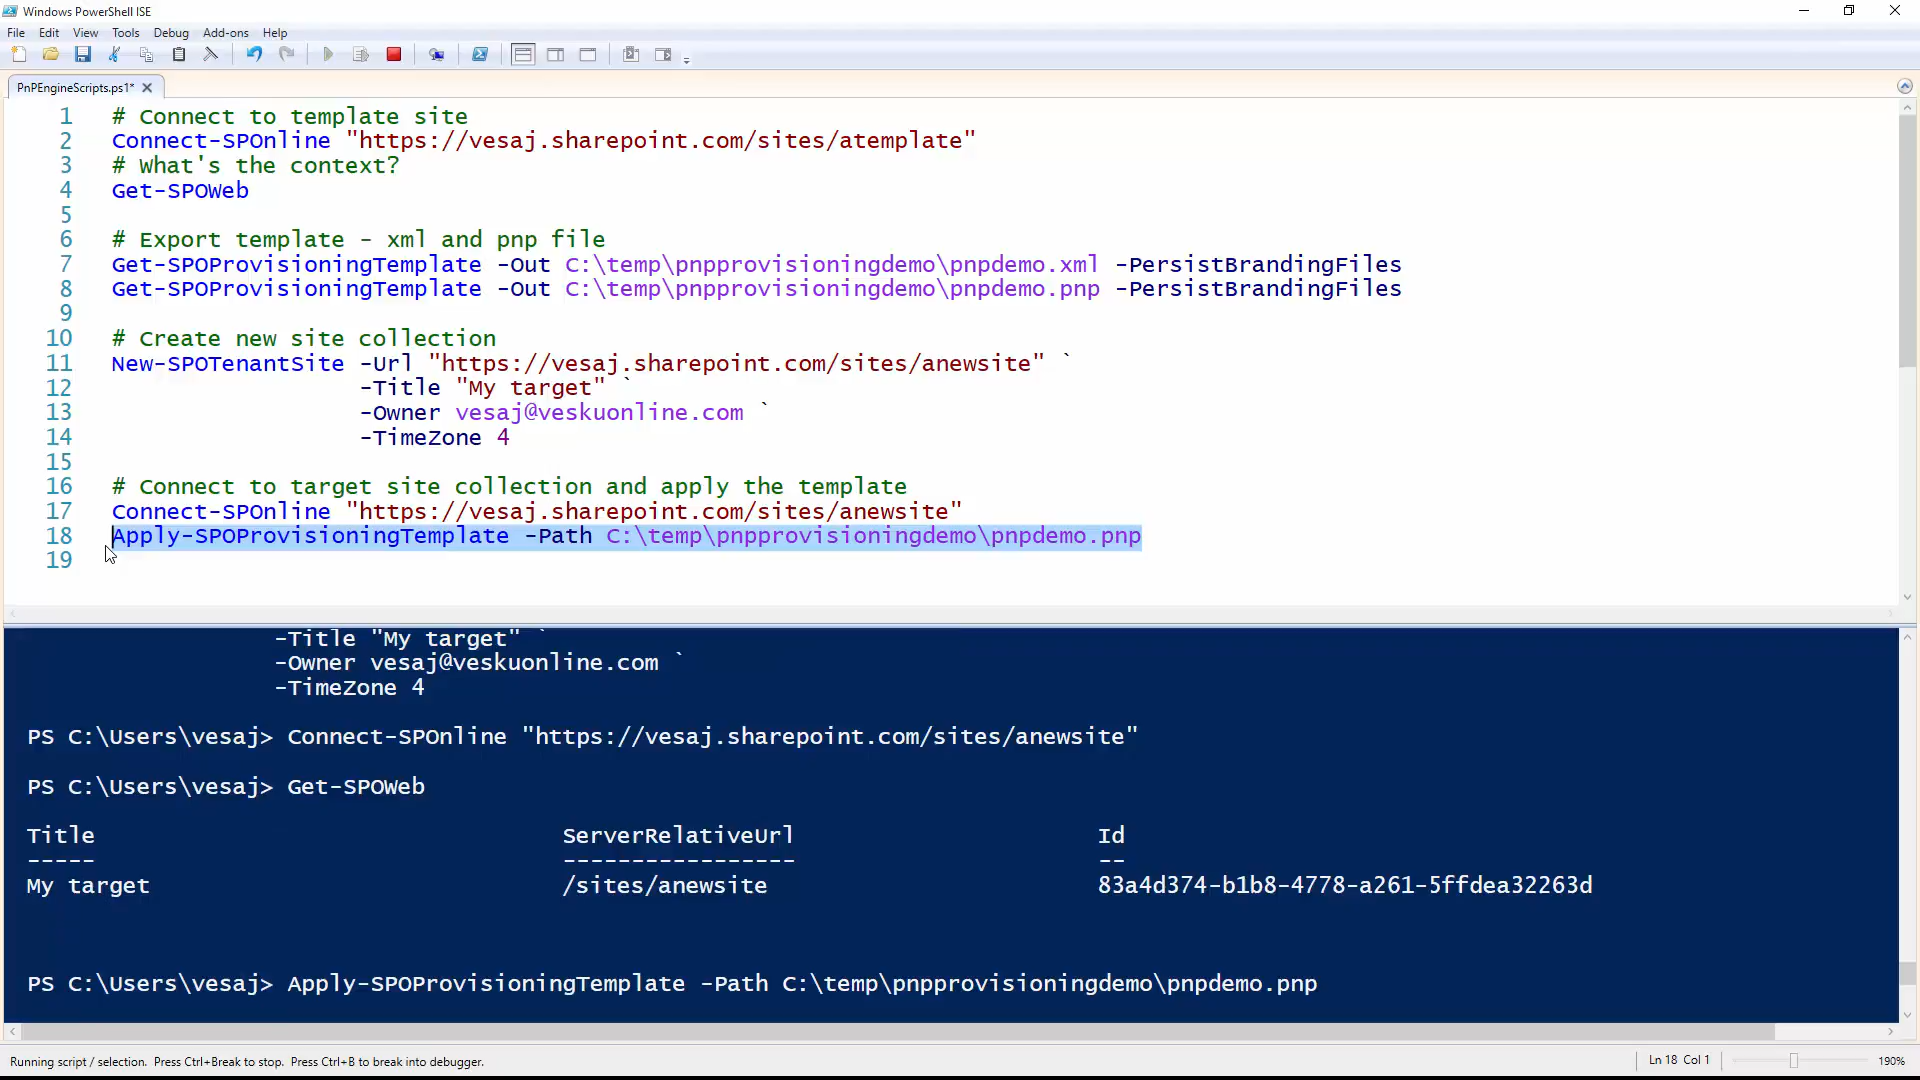 Windows PowerShell ISE
File Edit View Tools Debug Add-ons Help
PnPEngineScripts.ps1*
1 # Connect to template site
2 Connect-SPOnline "https://vesaj.sharepoint.com/sites/atemplate"
3 # What's the context?
4 Get-SPOWeb
5
6 # Export template - xml and pnp file
7 Get-SPOProvisioningTemplate -Out C:\temp\pnpprovisioningdemo\pnpdemo.xml -PersistBrandingFiles
8 Get-SPOProvisioningTemplate -Out C:\temp\pnpprovisioningdemo\pnpdemo.pnp -PersistBrandingFiles
9
10 # Create new site collection
11 New-SPOTenantSite -Url "https://vesaj.sharepoint.com/sites/anewsite" `
12 -Title "My target" `
13 -Owner vesaj@veskuonline.com `
14 -TimeZone 4
15
16 # Connect to target site collection and apply the template
17 Connect-SPOnline "https://vesaj.sharepoint.com/sites/anewsite"
18 Apply-SPOProvisioningTemplate -Path C:\temp\pnpprovisioningdemo\pnpdemo.pnp
19
-Title "My target" `
-Owner vesaj@veskuonline.com `
-TimeZone 4
PS C:\Users\vesaj> Connect-SPOnline "https://vesaj.sharepoint.com/sites/anewsite"
PS C:\Users\vesaj> Get-SPOWeb
Title ServerRelativeUrl Id
----- ----------------- --
My target /sites/anewsite 83a4d374-b1b8-4778-a261-5ffdea32263d
PS C:\Users\vesaj> Apply-SPOProvisioningTemplate -Path C:\temp\pnpprovisioningdemo\pnpdemo.pnp
Running script / selection. Press Ctrl+Break to stop. Press Ctrl+B to break into debugger. Ln 18 Col 1 190%